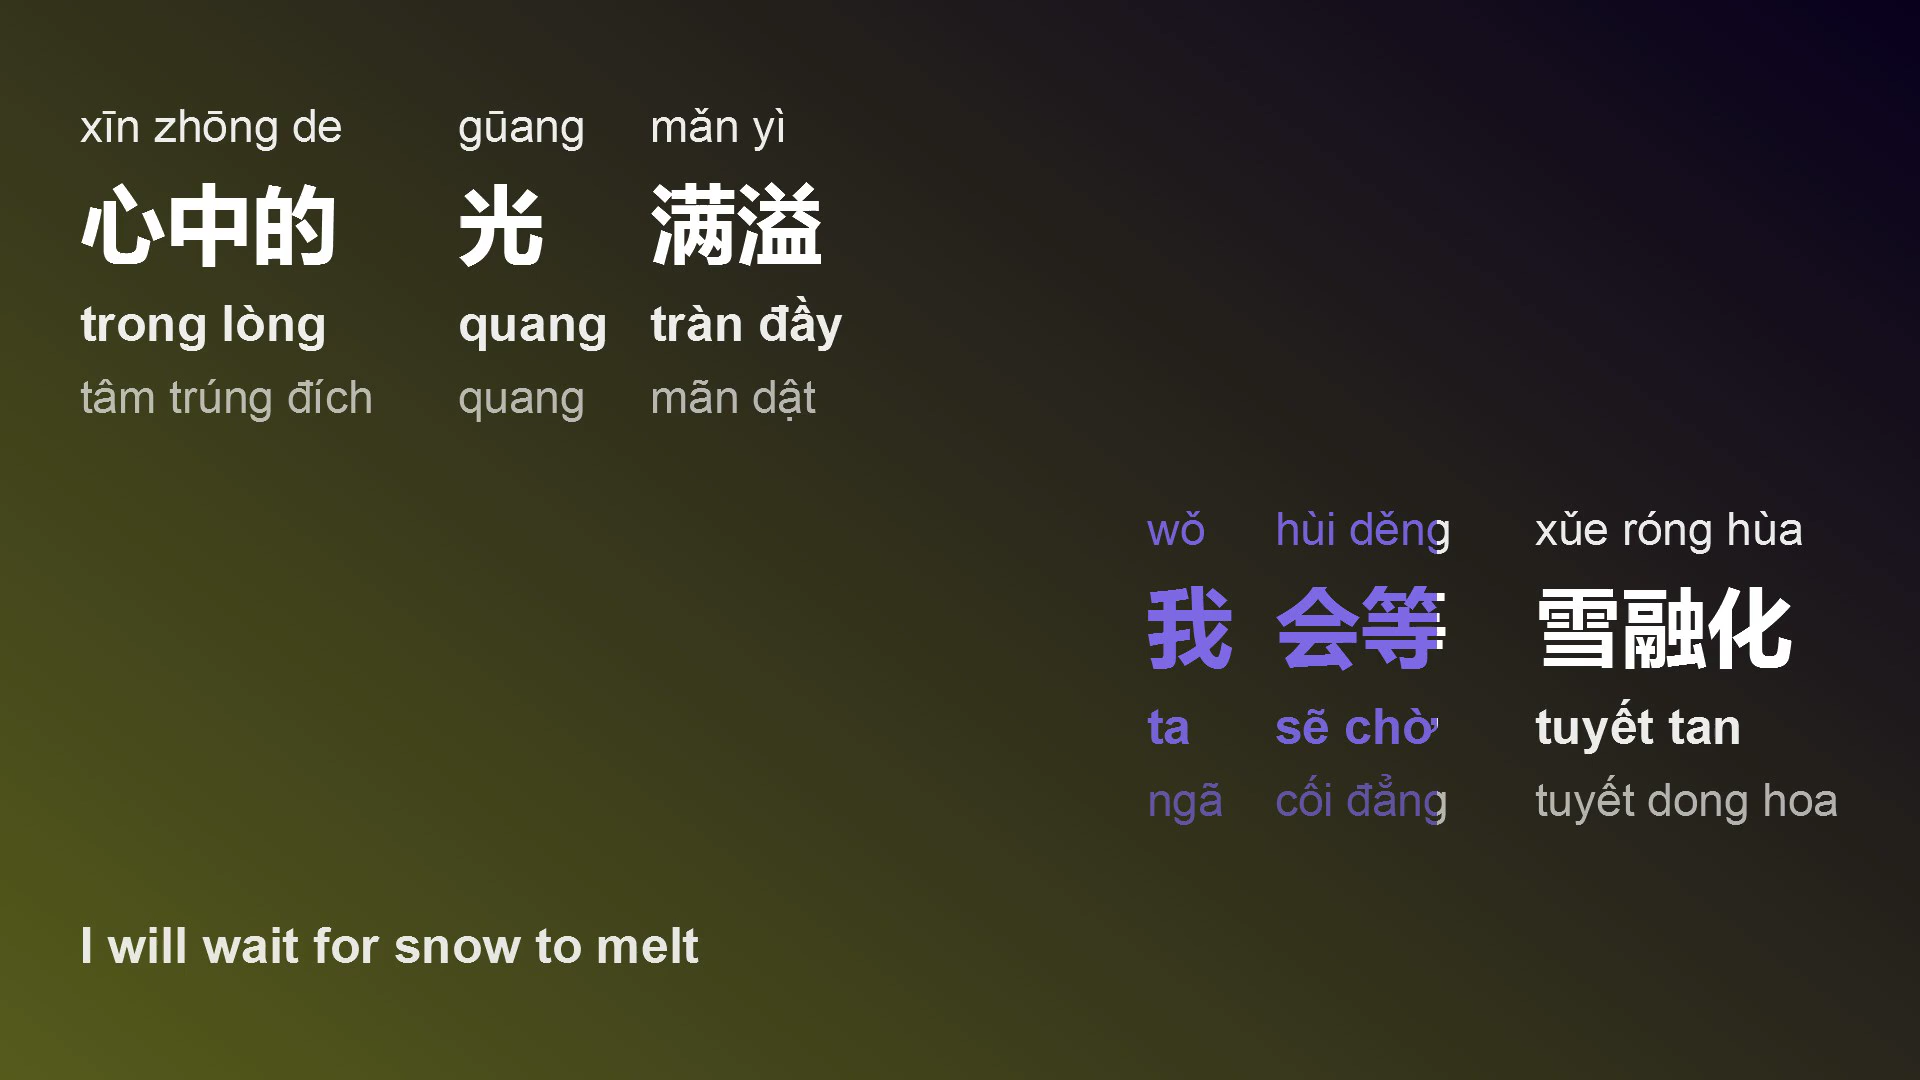 xīn zhōng de gūang mǎn yì
心中的 光 满溢
trong lòng quang tràn đầy
tâm trúng đích quang mãn dật
wǒ hùi děng xǔe róng hùa
我 会等 雪融化
ta sẽ chờ tuyết tan
ngã cối đẳng tuyết dong hoa
I will wait for snow to melt